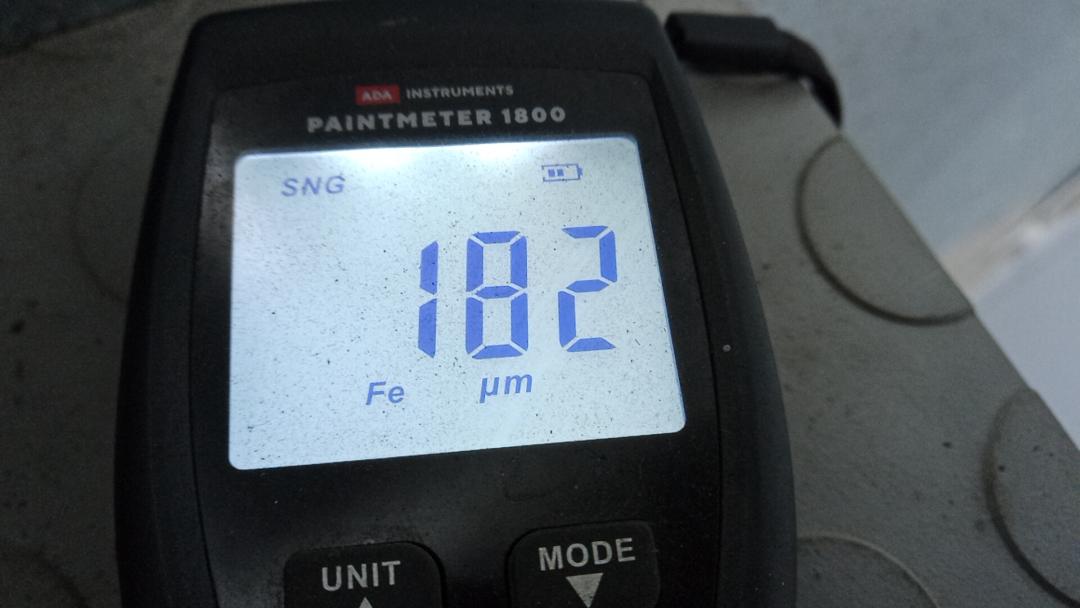 ADA INSTRUMENTS
PAINTMETER 1800
SNG
182
Fe µm
UNIT MODE